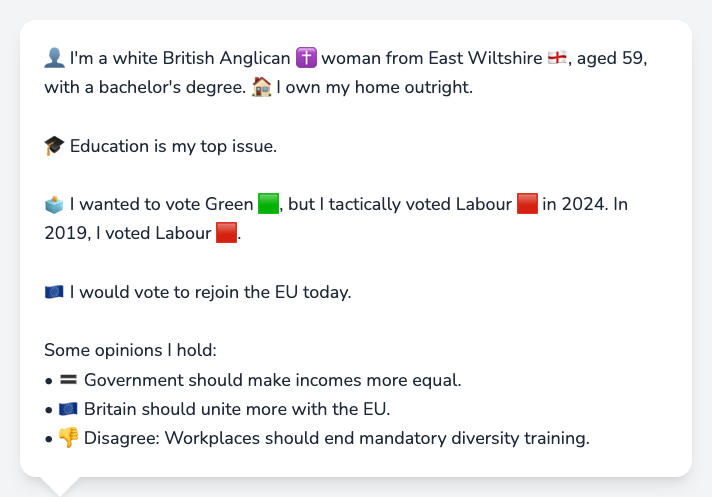 👤 I'm a white British Anglican ✝️ woman from East Wiltshire 🏴󠁧󠁢󠁥󠁮󠁧󠁿, aged 59,
with a bachelor's degree. 🏠 I own my home outright.
🎓 Education is my top issue.
🗳️ I wanted to vote Green 🟩, but I tactically voted Labour 🟥 in 2024. In
2019, I voted Labour 🟥.
🇪🇺 I would vote to rejoin the EU today.
Some opinions I hold:
• 🟰 Government should make incomes more equal.
• 🇪🇺 Britain should unite more with the EU.
• 👎 Disagree: Workplaces should end mandatory diversity training.